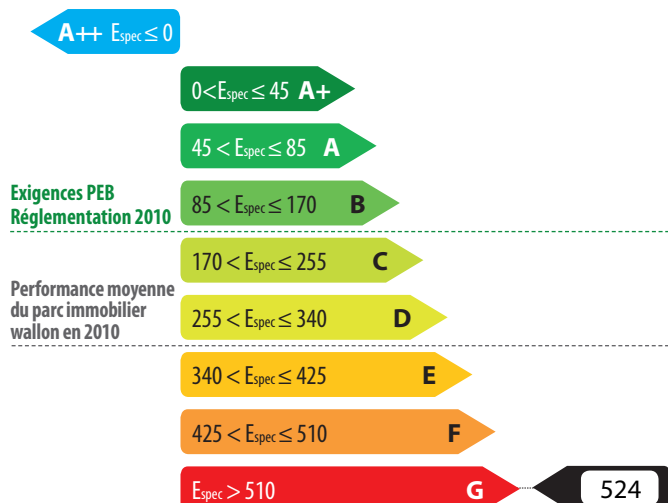 A++ Espec ≤ 0
0 < Espec ≤ 45 A+
45 < Espec ≤ 85 A
Exigences PEB
Réglementation 2010
85 < Espec ≤ 170 B
170 < Espec ≤ 255 C
Performance moyenne
du parc immobilier
wallon en 2010
255 < Espec ≤ 340 D
340 < Espec ≤ 425 E
425 < Espec ≤ 510 F
Espec > 510 G 524